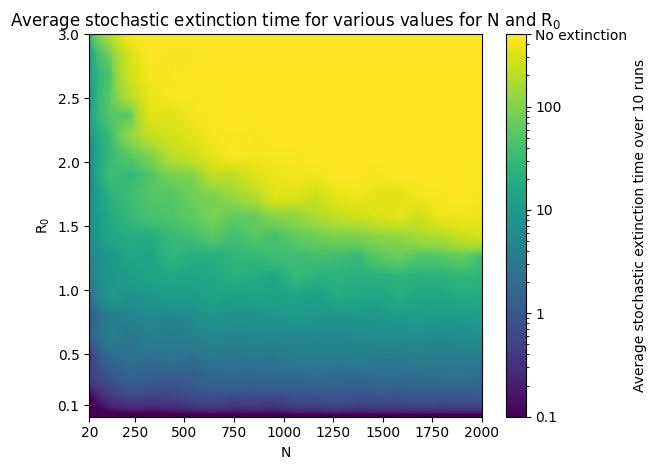 Average stochastic extinction time for various values for N and R₀
3.0
2.5
2.0
1.5
1.0
0.5
0.1
R₀
20 250 500 750 1000 1250 1500 1750 2000
N
No extinction
100
10
1
0.1
Average stochastic extinction time over 10 runs